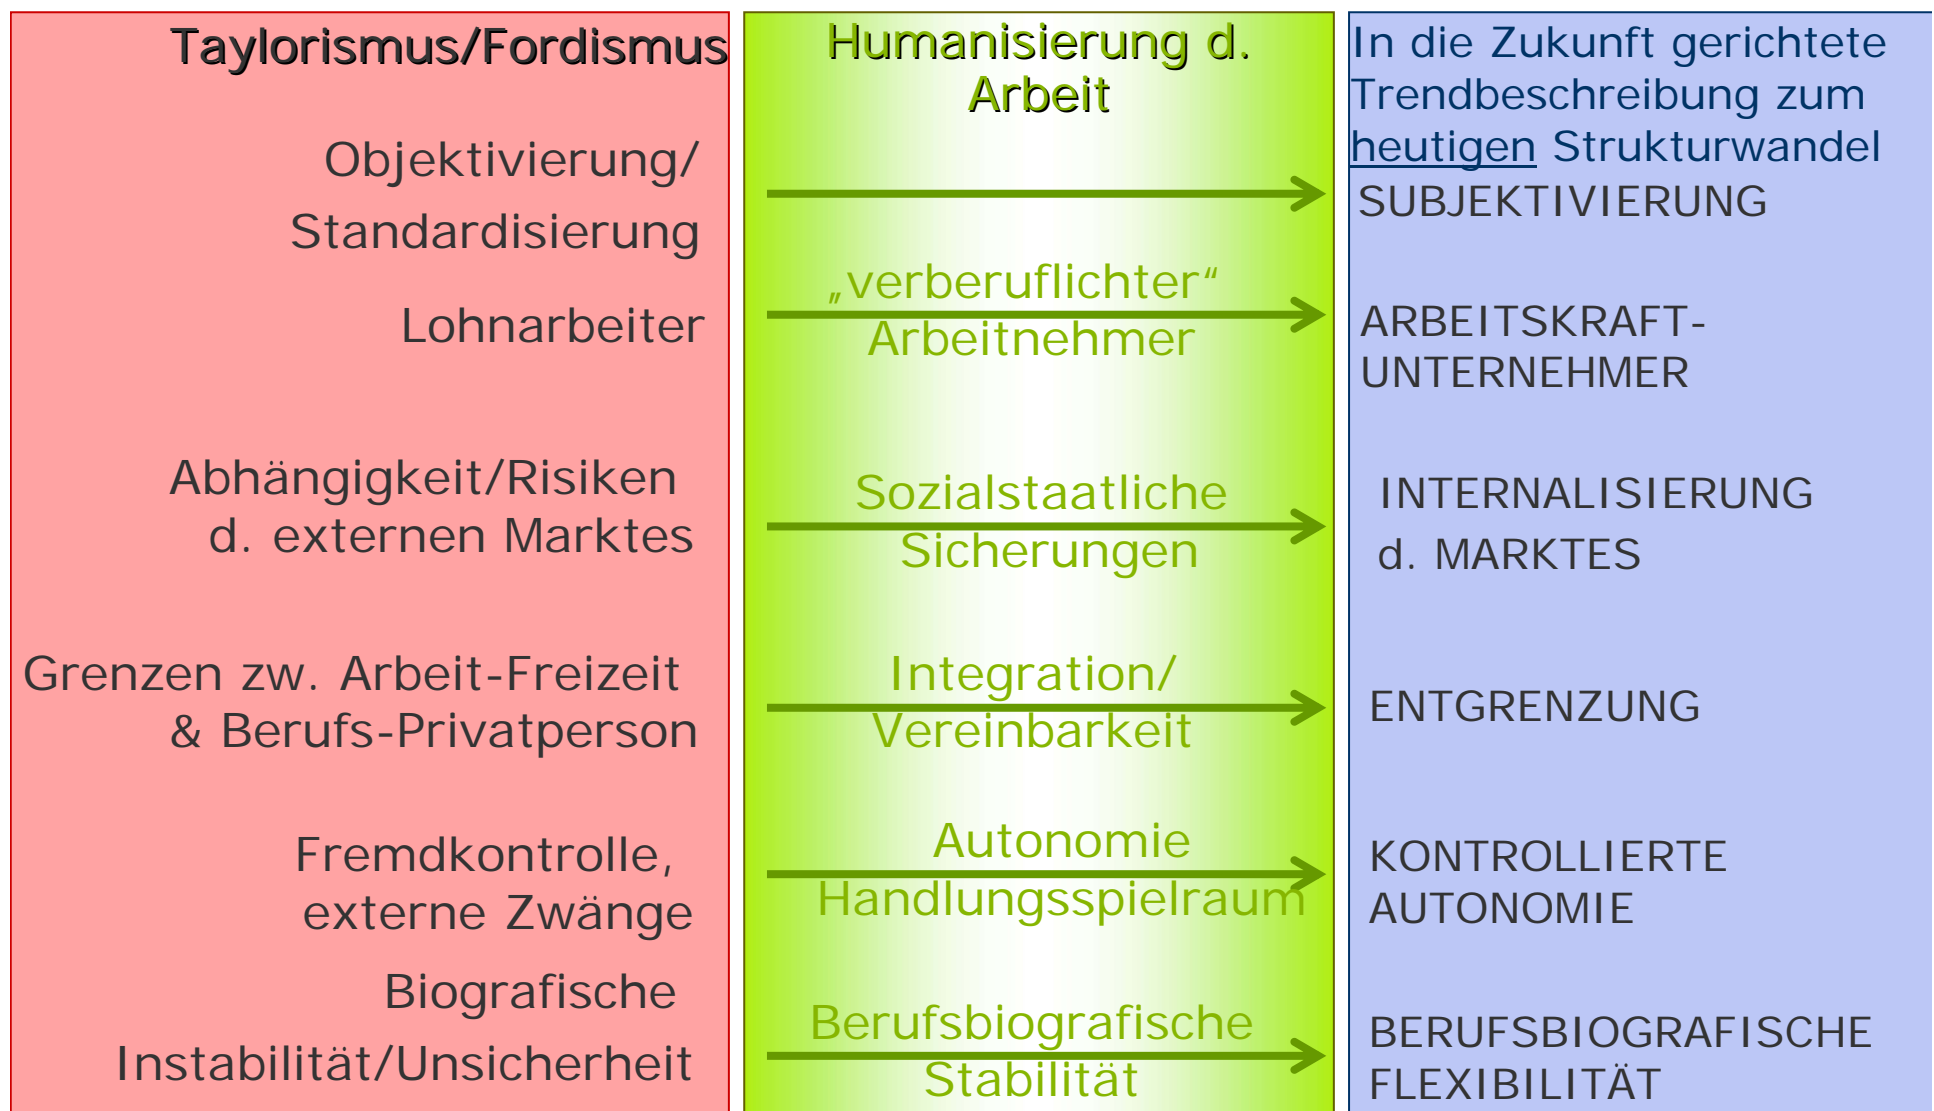 Taylorismus/Fordismus
Objektivierung/
Standardisierung
Lohnarbeiter
Abhängigkeit/Risiken
d. externen Marktes
Grenzen zw. Arbeit-Freizeit
& Berufs-Privatperson
Fremdkontrolle,
externe Zwänge
Biografische
Instabilität/Unsicherheit
Humanisierung d.
Arbeit
„verberuflichter“
Arbeitnehmer
Sozialstaatliche
Sicherungen
Integration/
Vereinbarkeit
Autonomie
Handlungsspielraum
Berufsbiografische
Stabilität
In die Zukunft gerichtete
Trendbeschreibung zum
heutigen Strukturwandel
SUBJEKTIVIERUNG
ARBEITSKRAFT-
UNTERNEHMER
INTERNALISIERUNG
d. MARKTES
ENTGRENZUNG
KONTROLLIERTE
AUTONOMIE
BERUFSBIOGRAFISCHE
FLEXIBILITÄT